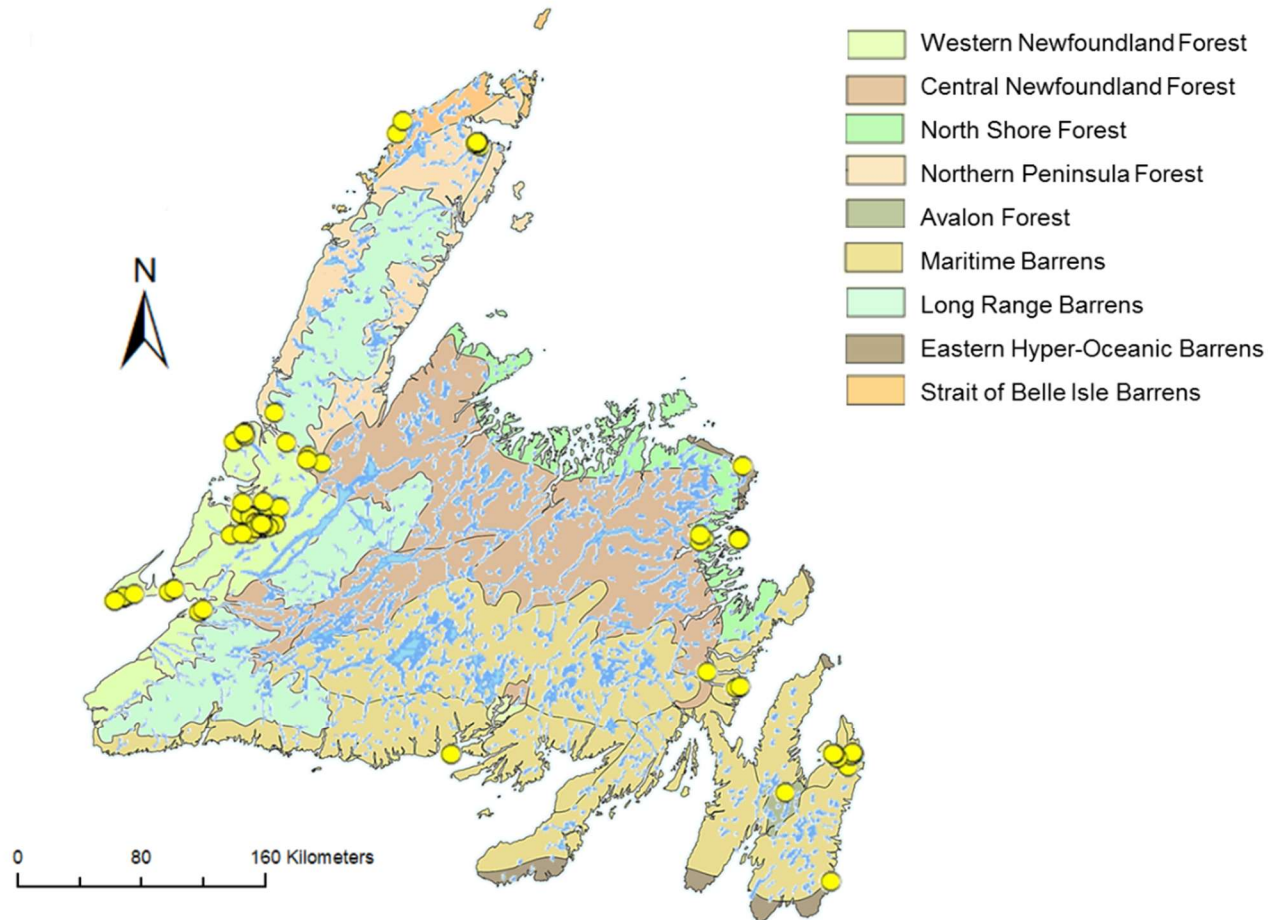 Western Newfoundland Forest
Central Newfoundland Forest
North Shore Forest
Northern Peninsula Forest
Avalon Forest
Maritime Barrens
Long Range Barrens
Eastern Hyper-Oceanic Barrens
Strait of Belle Isle Barrens
N
0 80 160 Kilometers